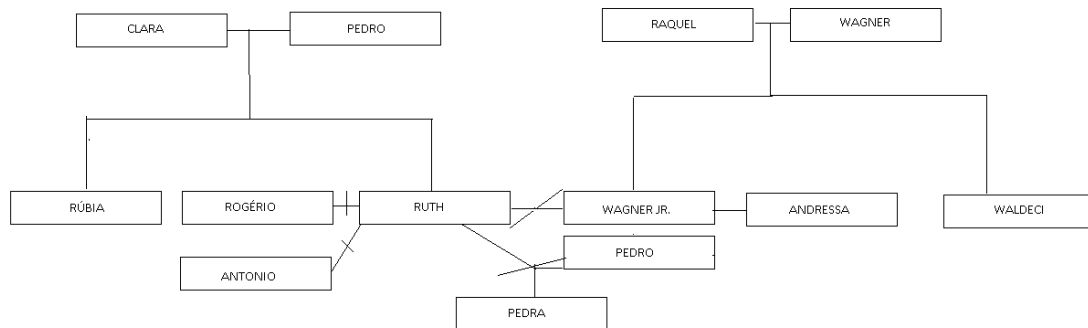 CLARA
PEDRO
RAQUEL
WAGNER
RÚBIA
ROGÉRIO
RUTH
WAGNER JR.
ANDRESSA
WALDECI
ANTONIO
PEDRO
PEDRA